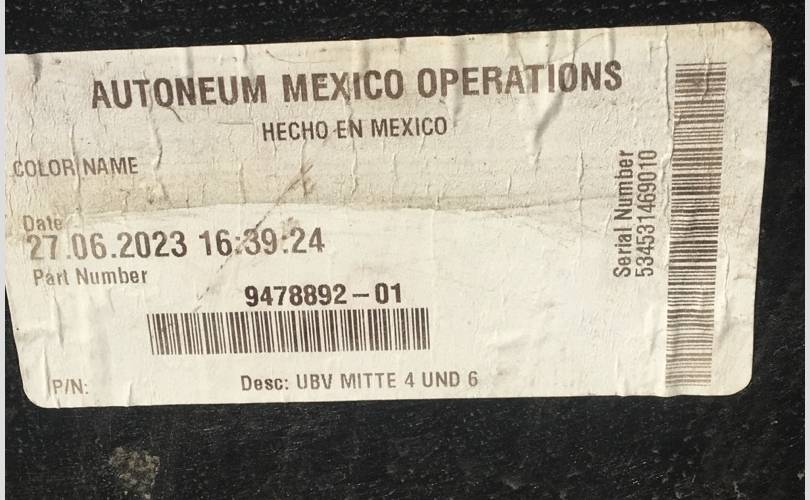 AUTONEUM MEXICO OPERATIONS
HECHO EN MEXICO
COLOR NAME
Date
27.06.2023 16:39:24
Part Number
9478892-01
P/N:
Desc: UBV MITTE 4 UND 6
Serial Number
534531469010